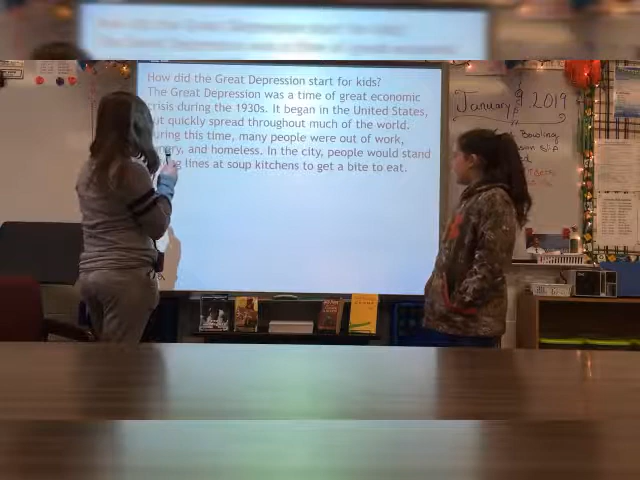 How did the Great Depression start for kids?
The Great Depression was a time of great economic
crisis during the 1930s. It began in the United States,
but quickly spread throughout much of the world.
During this time, many people were out of work,
and homeless. In the city, people would stand
lines at soup kitchens to get a bite to eat.
January 9 2019
Bowling